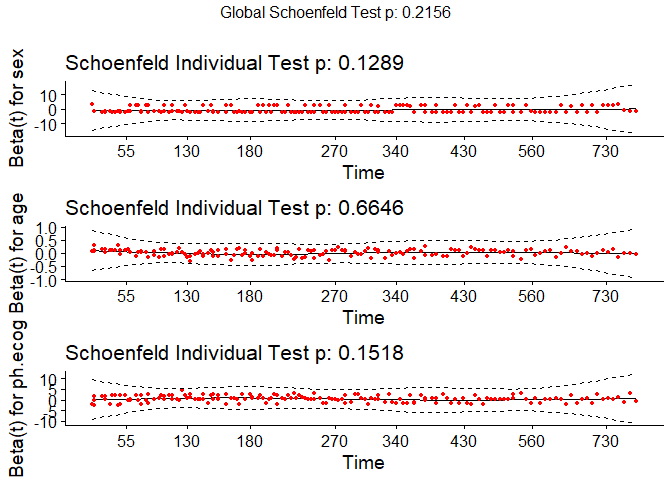 Global Schoenfeld Test p: 0.2156
Schoenfeld Individual Test p: 0.1289
Beta(t) for sex
10
0
-10
55 130 180 270 340 430 560 730
Time
Schoenfeld Individual Test p: 0.6646
Beta(t) for age
1.0
0.5
0.0
-0.5
-1.0
55 130 180 270 340 430 560 730
Time
Schoenfeld Individual Test p: 0.1518
Beta(t) for ph.ecog
10
5
0
-5
-10
55 130 180 270 340 430 560 730
Time